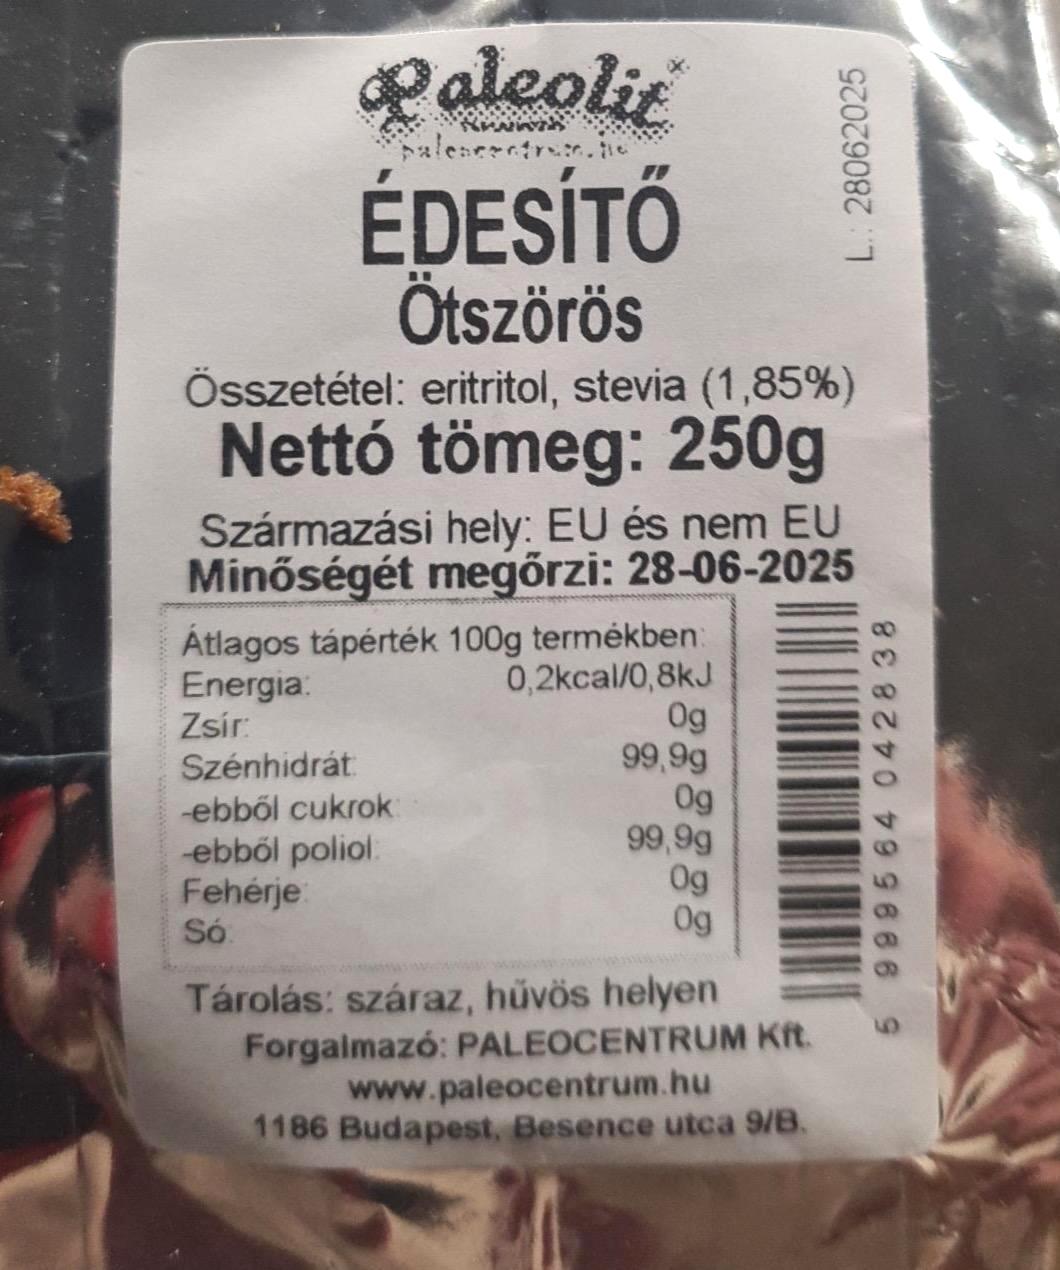 Paleolit
paleocentrum.hu
L.: 28062025
ÉDESÍTŐ
Ötszörös
Összetétel: eritritol, stevia (1,85%)
Nettó tömeg: 250g
Származási hely: EU és nem EU
Minőségét megőrzi: 28-06-2025
Átlagos tápérték 100g termékben:
Energia: 0,2kcal/0,8kJ
Zsír: 0g
Szénhidrát: 99,9g
-ebből cukrok: 0g
-ebből poliol: 99,9g
Fehérje: 0g
Só: 0g
5 999564 042838
Tárolás: száraz, hűvös helyen
Forgalmazó: PALEOCENTRUM Kft.
www.paleocentrum.hu
1186 Budapest, Besence utca 9/B.